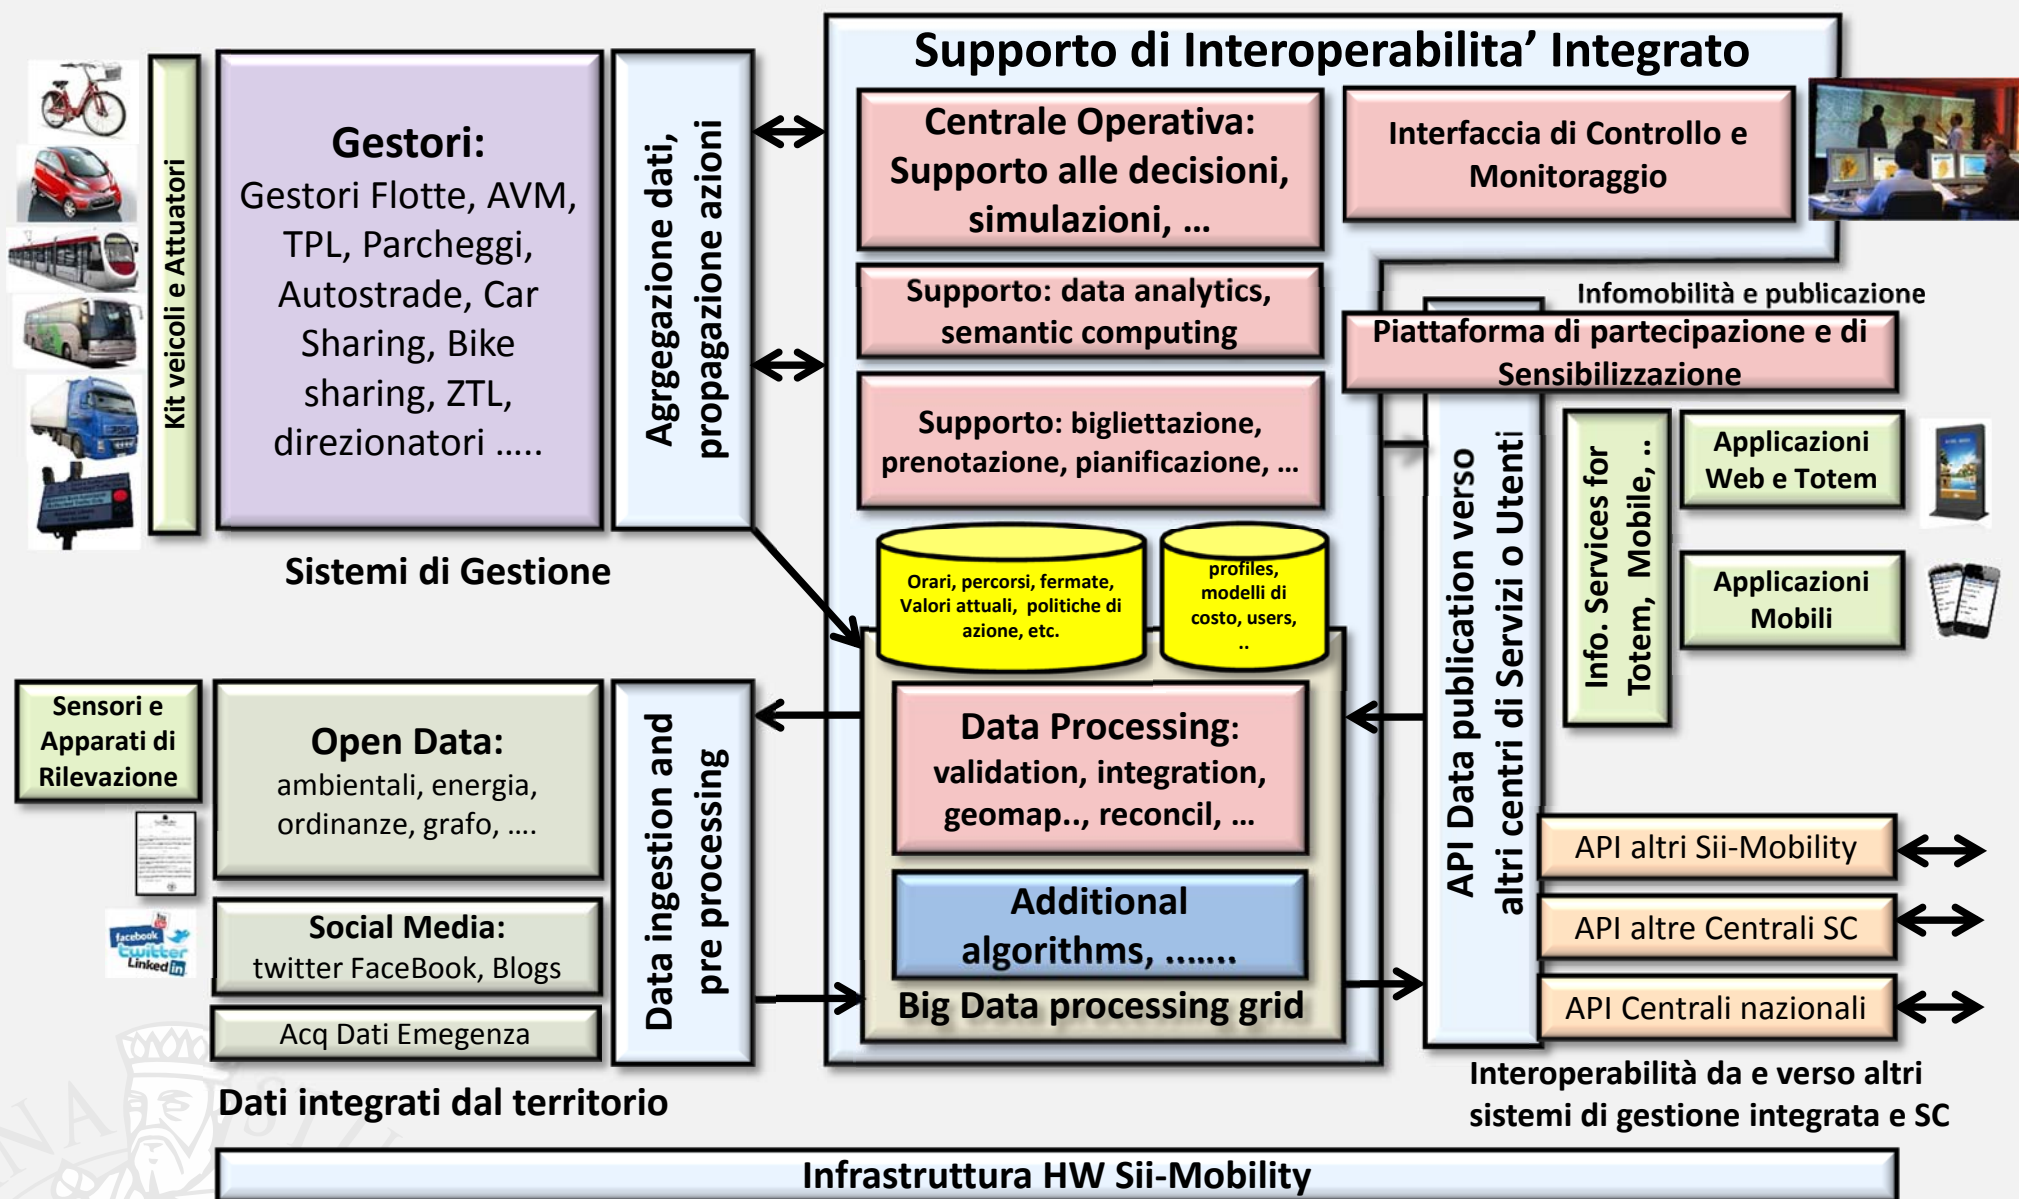 Supporto di Interoperabilita’ Integrato
Kit veicoli e Attuatori
Gestori:
Gestori Flotte, AVM,
TPL, Parcheggi,
Autostrade, Car
Sharing, Bike
sharing, ZTL,
direzionatori …..
Sistemi di Gestione
Agrgegazione dati,
propagazione azioni
Centrale Operativa:
Supporto alle decisioni,
simulazioni, …
Interfaccia di Controllo e
Monitoraggio
Supporto: data analytics,
semantic computing
Supporto: bigliettazione,
prenotazione, pianificazione, …
Infomobilità e publicazione
Piattaforma di partecipazione e di
Sensibilizzazione
Orari, percorsi, fermate,
Valori attuali, politiche di
azione, etc.
profiles,
modelli di
costo, users,
..
API Data publication verso
altri centri di Servizi o Utenti
Info. Services for
Totem, Mobile, ..
Applicazioni
Web e Totem
Applicazioni
Mobili
Sensori e
Apparati di
Rilevazione
Open Data:
ambientali, energia,
ordinanze, grafo, ….
facebook
twitter
Linked in
Social Media:
twitter FaceBook, Blogs
Acq Dati Emegenza
Dati integrati dal territorio
Data ingestion and
pre processing
Data Processing:
validation, integration,
geomap.., reconcil, …
Additional
algorithms, …….
Big Data processing grid
API altri Sii-Mobility
API altre Centrali SC
API Centrali nazionali
Interoperabilità da e verso altri
sistemi di gestione integrata e SC
Infrastruttura HW Sii-Mobility